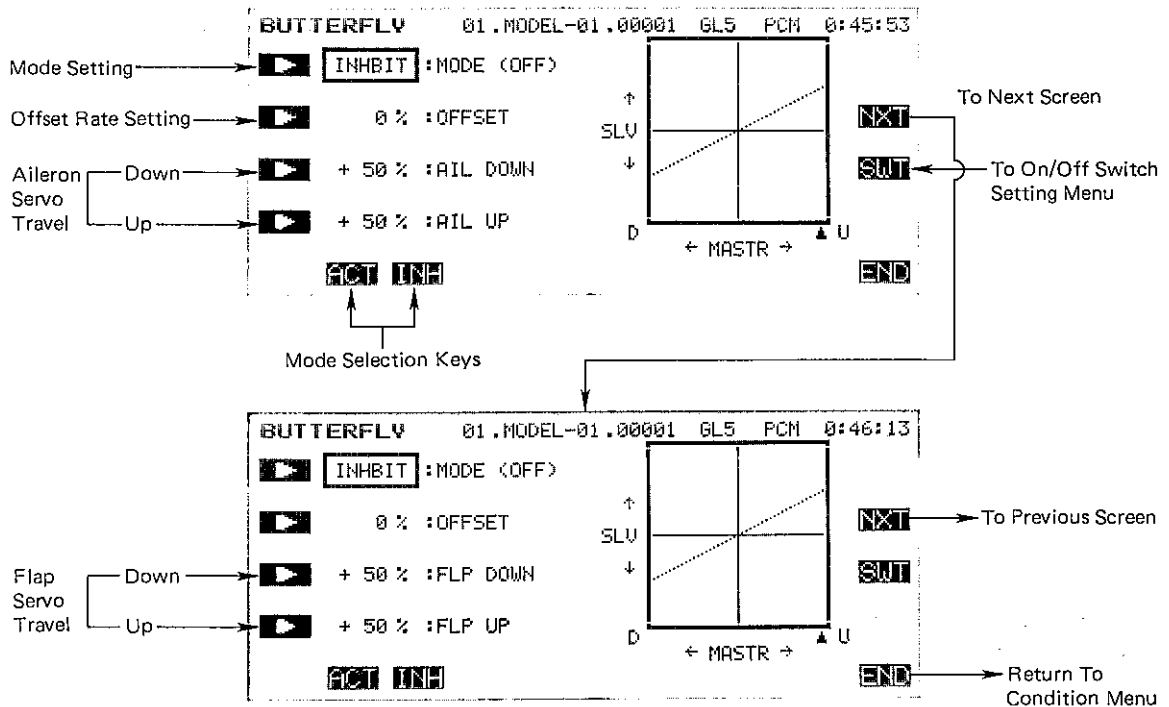 BUTTERFLY 01.MODEL-01.00001 GL5 PCM 0:45:53
Mode Setting INHBIT :MODE (OFF)
To Next Screen
Offset Rate Setting 0 % :OFFSET
↑
SLV
↓
NXT
Aileron Servo Travel
Down + 50 % :AIL DOWN
SWT To On/Off Switch Setting Menu
Up + 50 % :AIL UP
D ← MASTR → ▲ U
ACT INH
END
Mode Selection Keys
BUTTERFLY 01.MODEL-01.00001 GL5 PCM 0:46:13
INHBIT :MODE (OFF)
0 % :OFFSET
↑
SLV
↓
NXT To Previous Screen
Flap Servo Travel
Down + 50 % :FLP DOWN
SWT
Up + 50 % :FLP UP
D ← MASTR → ▲ U
ACT INH
END Return To Condition Menu